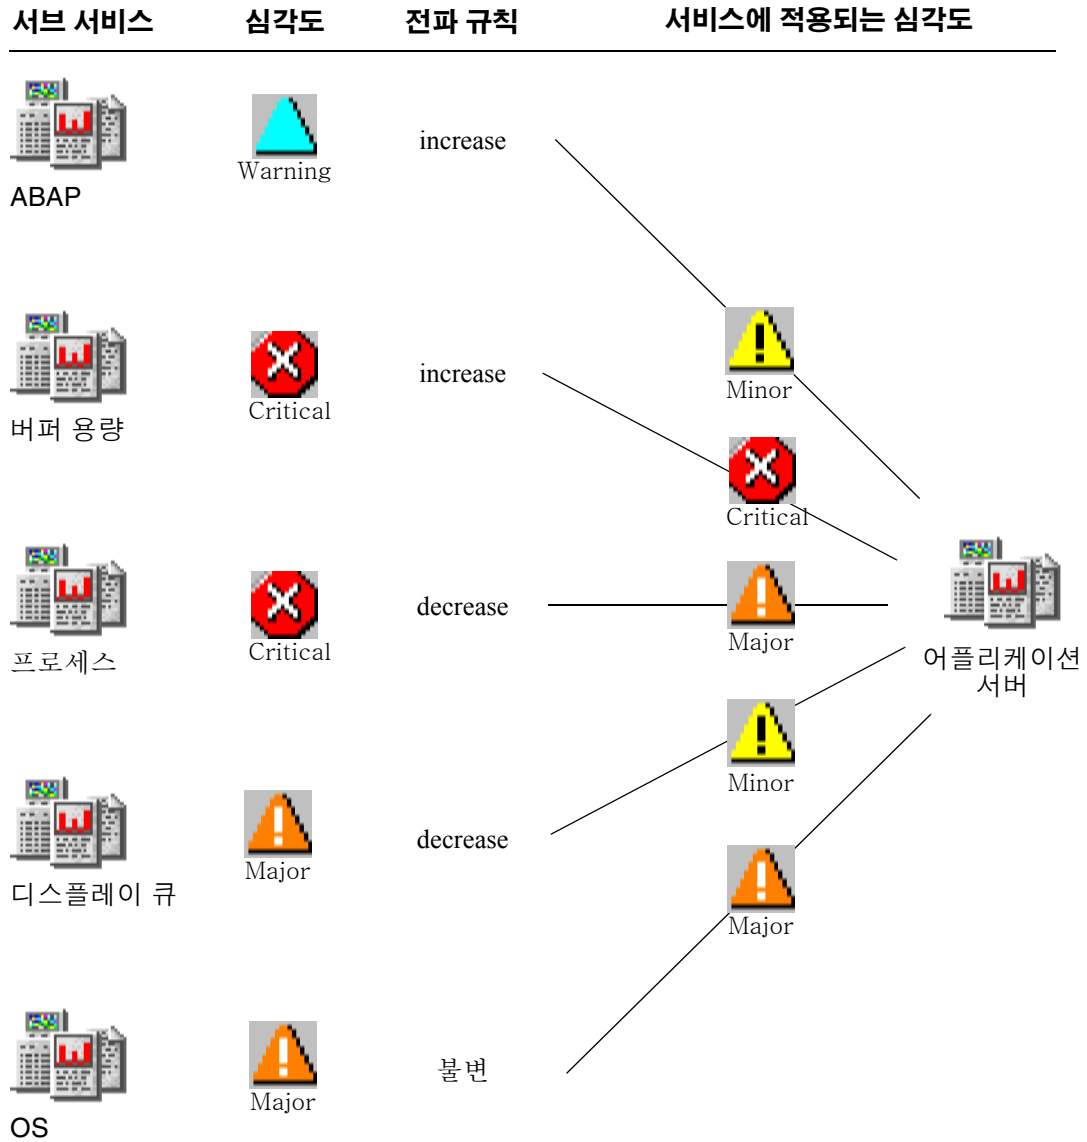 서브 서비스 심각도 전파 규칙 서비스에 적용되는 심각도
increase
Warning
ABAP
increase
Minor
Critical
버퍼 용량
Critical
decrease
Major
Critical
프로세스
어플리케이션
서버
Minor
decrease
Major
디스플레이 큐
Major
불변
Major
OS